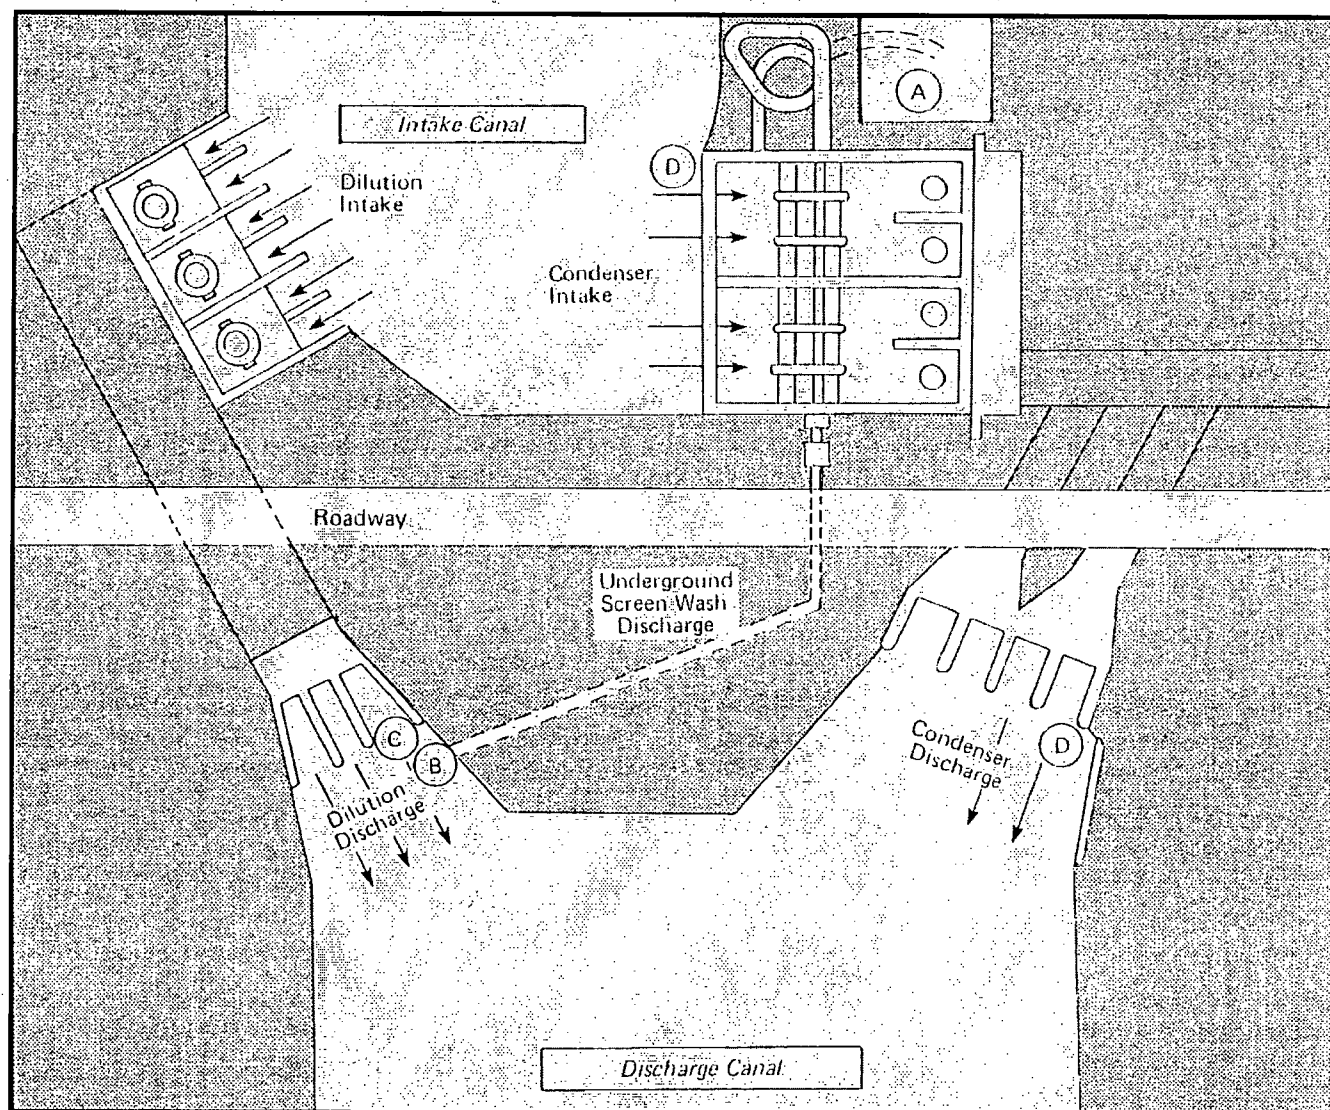 A
Intake Canal
D
Dilution
Intake
Condenser
Intake
Roadway
Underground
Screen Wash
Discharge
C
B
D
Condenser
Discharge
Dilution
Discharge
Discharge Canal